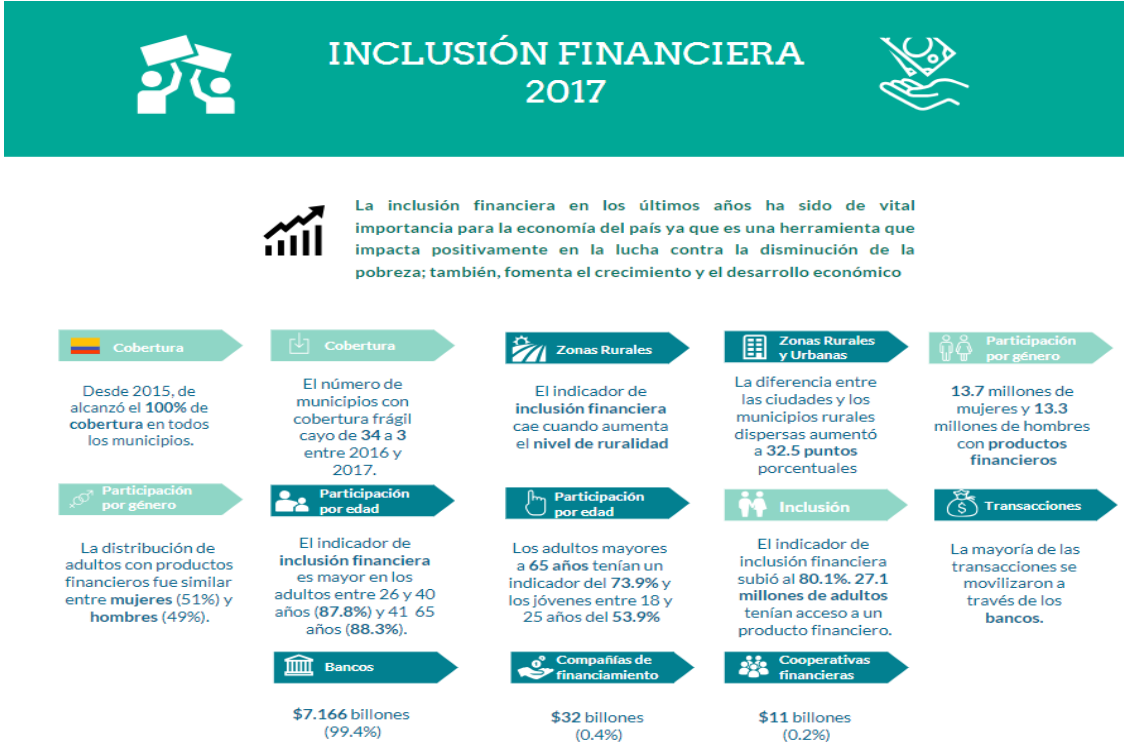 INCLUSIÓN FINANCIERA
2017
La inclusión financiera en los últimos años ha sido de vital
importancia para la economía del país ya que es una herramienta que
impacta positivamente en la lucha contra la disminución de la
pobreza; también, fomenta el crecimiento y el desarrollo económico
Cobertura
Desde 2015, de
alcanzó el 100% de
cobertura en todos
los municipios.
Cobertura
El número de
municipios con
cobertura frágil
cayo de 34 a 3
entre 2016 y
2017.
Zonas Rurales
El indicador de
inclusión financiera
cae cuando aumenta
el nivel de ruralidad
Zonas Rurales
y Urbanas
La diferencia entre
las ciudades y los
municipios rurales
dispersas aumentó
a 32.5 puntos
porcentuales
Participación
por género
13.7 millones de
mujeres y 13.3
millones de hombres
con productos
financieros
Participación
por género
La distribución de
adultos con productos
financieros fue similar
entre mujeres (51%) y
hombres (49%).
Participación
por edad
El indicador de
inclusión financiera
es mayor en los
adultos entre 26 y 40
años (87.8%) y 41 65
años (88.3%).
Participación
por edad
Los adultos mayores
a 65 años tenían un
indicador del 73.9% y
los jóvenes entre 18 y
25 años del 53.9%
Inclusión
El indicador de
inclusión financiera
subió al 80.1%. 27.1
millones de adultos
tenían acceso a un
producto financiero.
Transacciones
La mayoría de las
transacciones se
movilizaron a
través de los
bancos.
Bancos
$7.166 billones
(99.4%)
Compañías de
financiamiento
$32 billones
(0.4%)
Cooperativas
financieras
$11 billones
(0.2%)